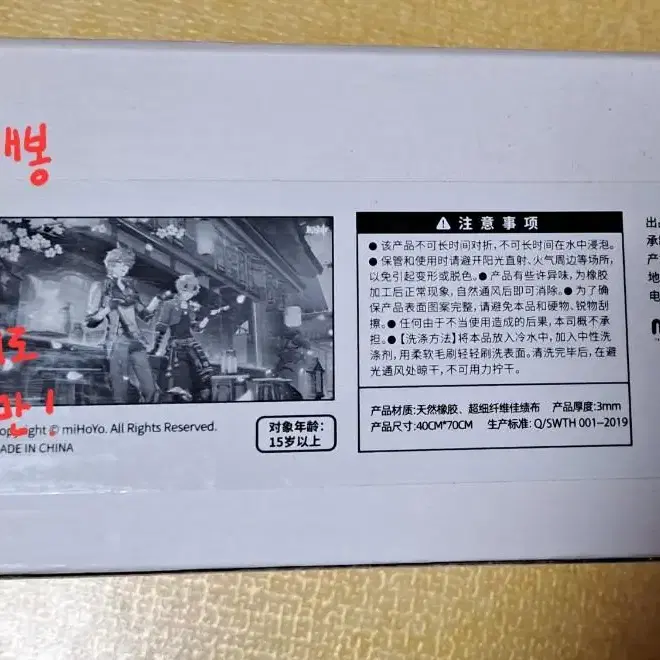 개봉
로
만!
Copyright © miHoYo. All Rights Reserved.
MADE IN CHINA
对象年龄:
15岁以上
注意事项
● 该产品不可长时间对折,不可长时间在水中浸泡。
● 保管和使用时请避开阳光直射、火气周边等场所,
以免引起变形或脱色。● 产品有些许异味,为橡胶
加工后正常现象,自然通风后即可消除。● 为了确
保产品表面图案完整,请避免本品和硬物、锐物刮
擦。● 任何由于不当使用造成的后果,本司概不承
担。● 【洗涤方法】将本品放入冷水中,加入中性洗
涤剂,用柔软毛刷轻轻刷洗表面。清洗完毕后,在避
光通风处晾干,不可用力拧干。
产品材质:天然橡胶、超细纤维佳绩布 产品厚度:3mm
产品尺寸:40CM*70CM 生产标准: Q/SWTH 001-2019
出
承
产
地
电